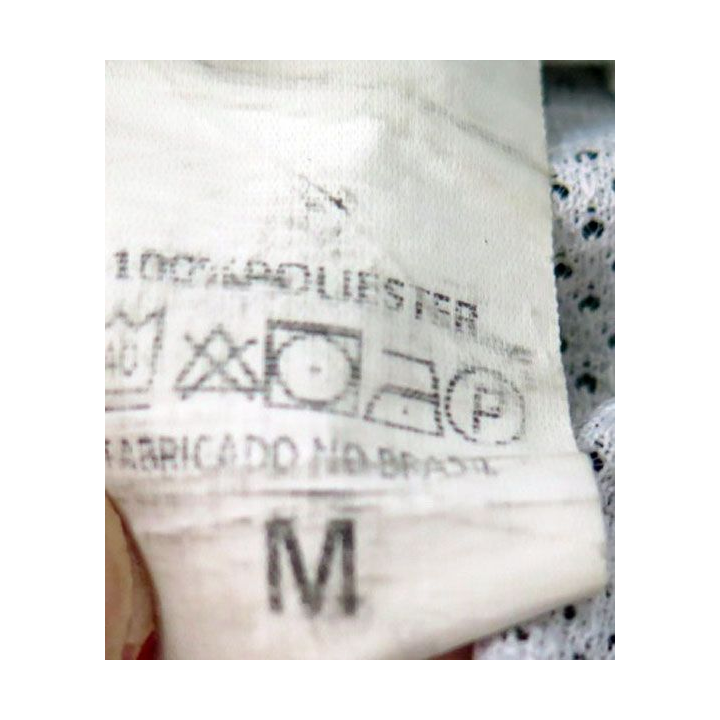 100% POLIESTER
40
P
FABRICADO NO BRASIL
M